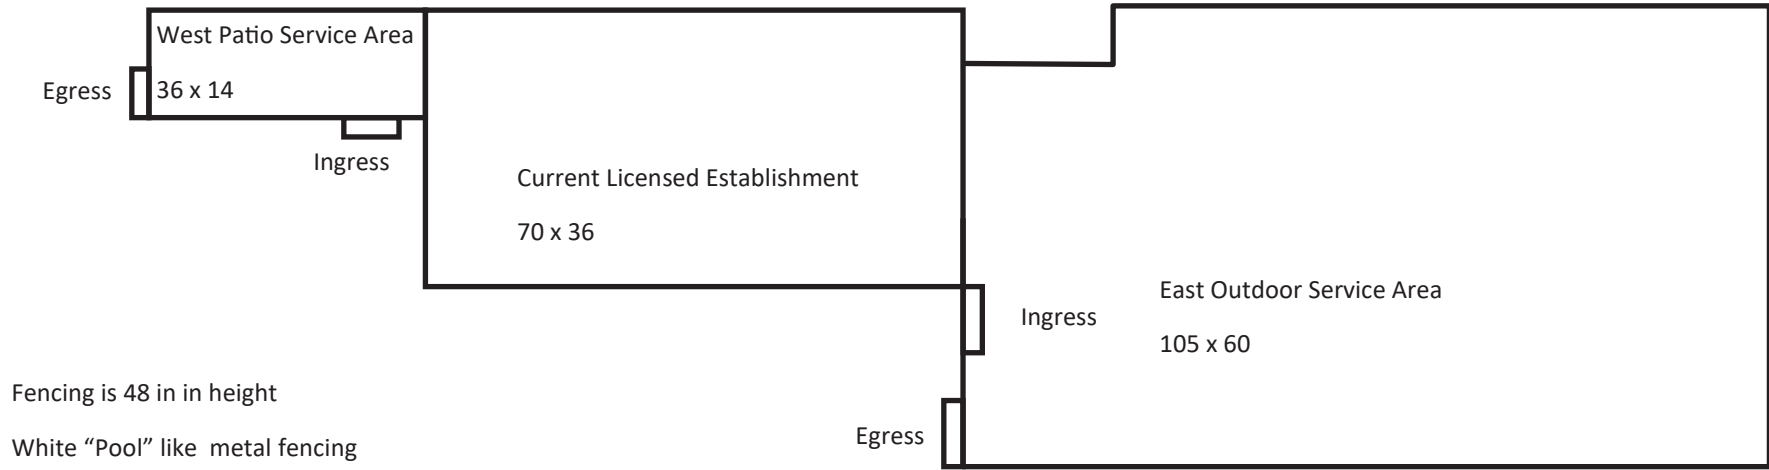 West Patio Service Area
36 x 14
Egress
Ingress
Current Licensed Establishment
70 x 36
East Outdoor Service Area
105 x 60
Ingress
Egress
Fencing is 48 in in height
White “Pool” like metal fencing